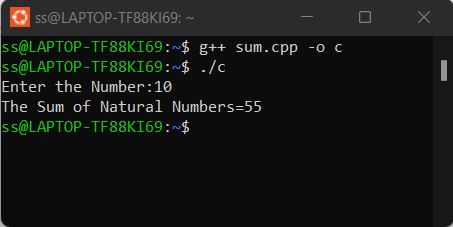 ss@LAPTOP-TF88KI69: ~
ss@LAPTOP-TF88KI69:~$ g++ sum.cpp -o c
ss@LAPTOP-TF88KI69:~$ ./c
Enter the Number:10
The Sum of Natural Numbers=55
ss@LAPTOP-TF88KI69:~$